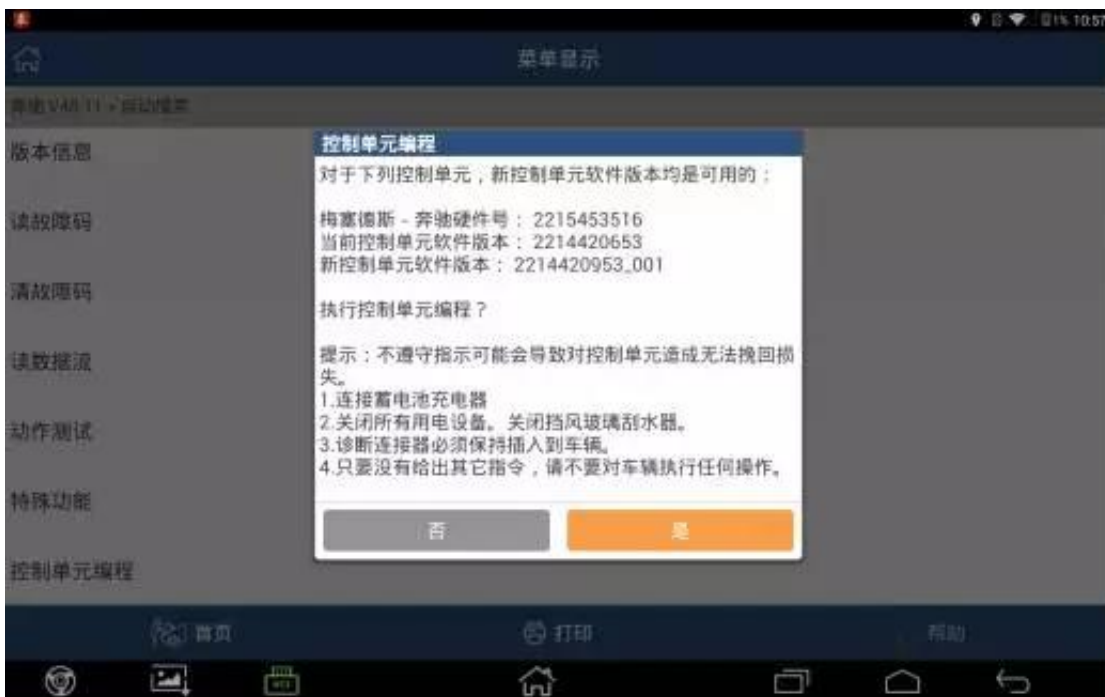 10:57
菜单显示
奔驰 V48.11 > 自动搜索
版本信息
读故障码
清故障码
读数据流
动作测试
特殊功能
控制单元编程
控制单元编程
对于下列控制单元，新控制单元软件版本均是可用的：
梅塞德斯 - 奔驰硬件号： 2215453516
当前控制单元软件版本： 2214420653
新控制单元软件版本： 2214420953_001
执行控制单元编程？
提示：不遵守指示可能会导致对控制单元造成无法挽回损
失。
1.连接蓄电池充电器
2.关闭所有用电设备。关闭挡风玻璃刮水器。
3.诊断连接器必须保持插入到车辆。
4.只要没有给出其它指令，请不要对车辆执行任何操作。
否
是
首页
打印
帮助